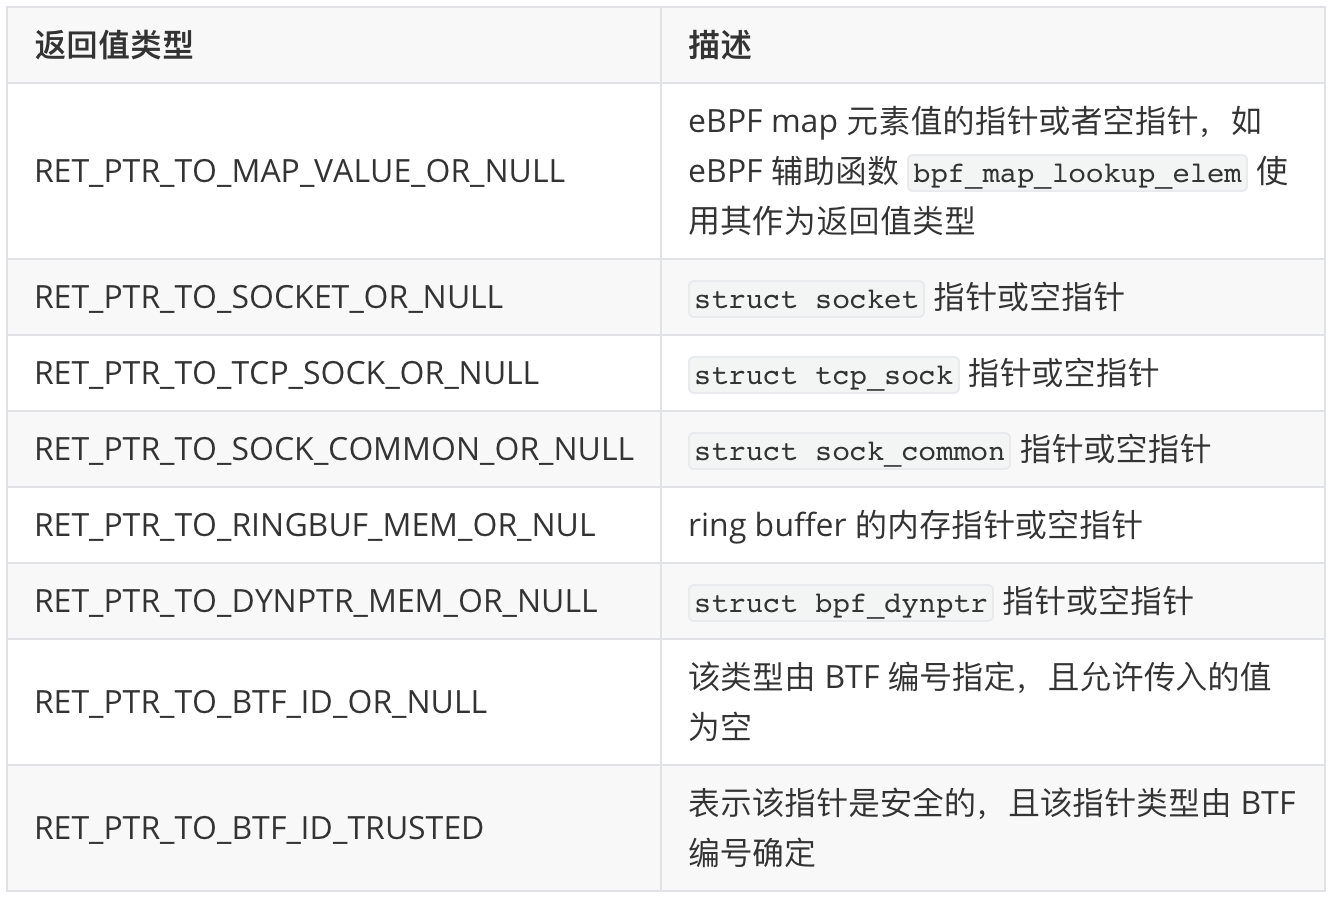 返回值类型
描述
RET_PTR_TO_MAP_VALUE_OR_NULL
eBPF map 元素值的指针或者空指针，如
eBPF 辅助函数 bpf_map_lookup_elem 使
用其作为返回值类型
RET_PTR_TO_SOCKET_OR_NULL
struct socket 指针或空指针
RET_PTR_TO_TCP_SOCK_OR_NULL
struct tcp_sock 指针或空指针
RET_PTR_TO_SOCK_COMMON_OR_NULL
struct sock_common 指针或空指针
RET_PTR_TO_RINGBUF_MEM_OR_NUL
ring buffer 的内存指针或空指针
RET_PTR_TO_DYNPTR_MEM_OR_NULL
struct bpf_dynptr 指针或空指针
RET_PTR_TO_BTF_ID_OR_NULL
该类型由 BTF 编号指定，且允许传入的值
为空
RET_PTR_TO_BTF_ID_TRUSTED
表示该指针是安全的，且该指针类型由 BTF
编号确定